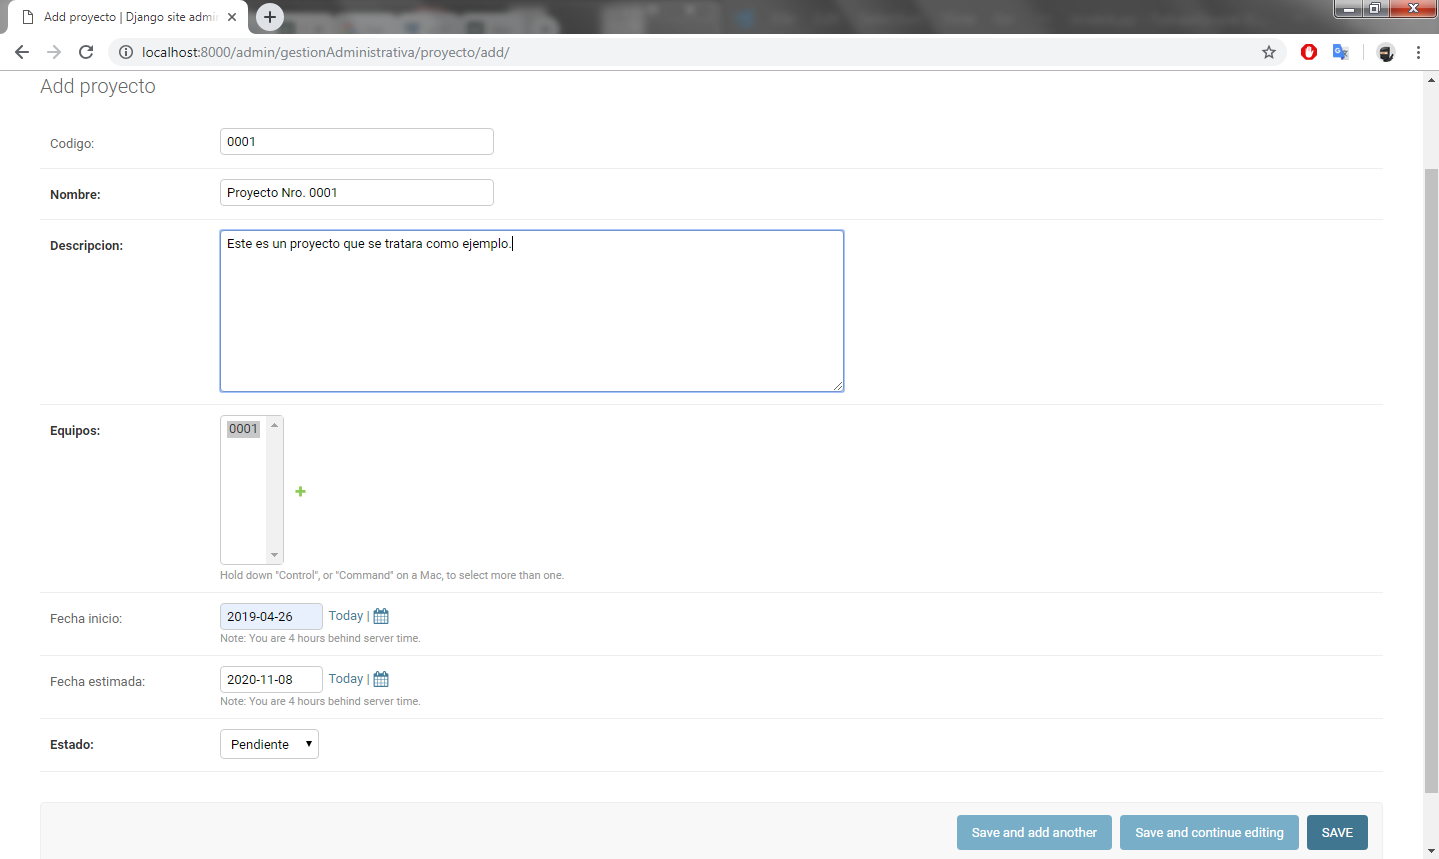 Add proyecto | Django site admi
localhost:8000/admin/gestionAdministrativa/proyecto/add/
Add proyecto
Codigo: 0001
Nombre: Proyecto Nro. 0001
Descripcion: Este es un proyecto que se tratara como ejemplo.
Equipos: 0001
Hold down "Control", or "Command" on a Mac, to select more than one.
Fecha inicio: 2019-04-26 Today |
Note: You are 4 hours behind server time.
Fecha estimada: 2020-11-08 Today |
Note: You are 4 hours behind server time.
Estado: Pendiente
Save and add another Save and continue editing SAVE